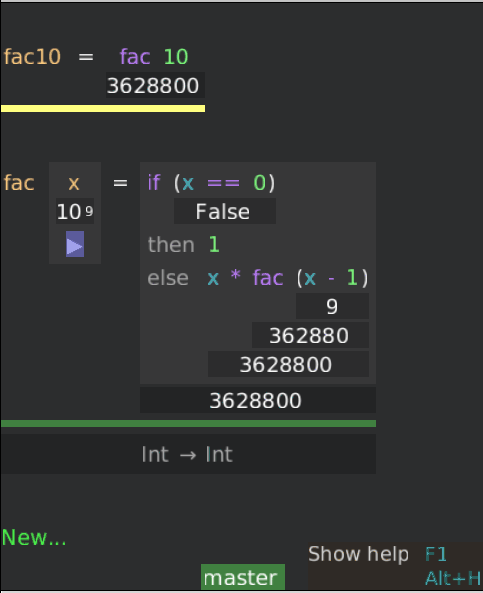 fac10 = fac 10
3628800
fac x = if (x == 0)
10 9 False
then 1
else x * fac (x - 1)
9
362880
3628800
3628800
Int → Int
New...
Show help F1
master Alt+H